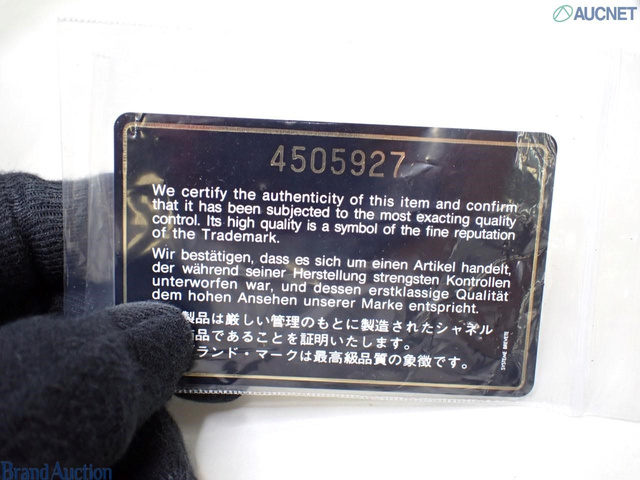 AUCNET
4505927
We certify the authenticity of this item and confirm
that it has been subjected to the most exacting quality
control. Its high quality is a symbol of the fine reputation
of the Trademark.
Wir bestätigen, dass es sich um einen Artikel handelt,
der während seiner Herstellung strengsten Kontrollen
unterworfen war, und dessen erstklassige Qualität
dem hohen Ansehen unserer Marke entspricht.
製品は厳しい管理のもとに製造されたシャネル
品であることを証明いたします。
ランド・マークは最高級品質の象徴です。
Brand Auction